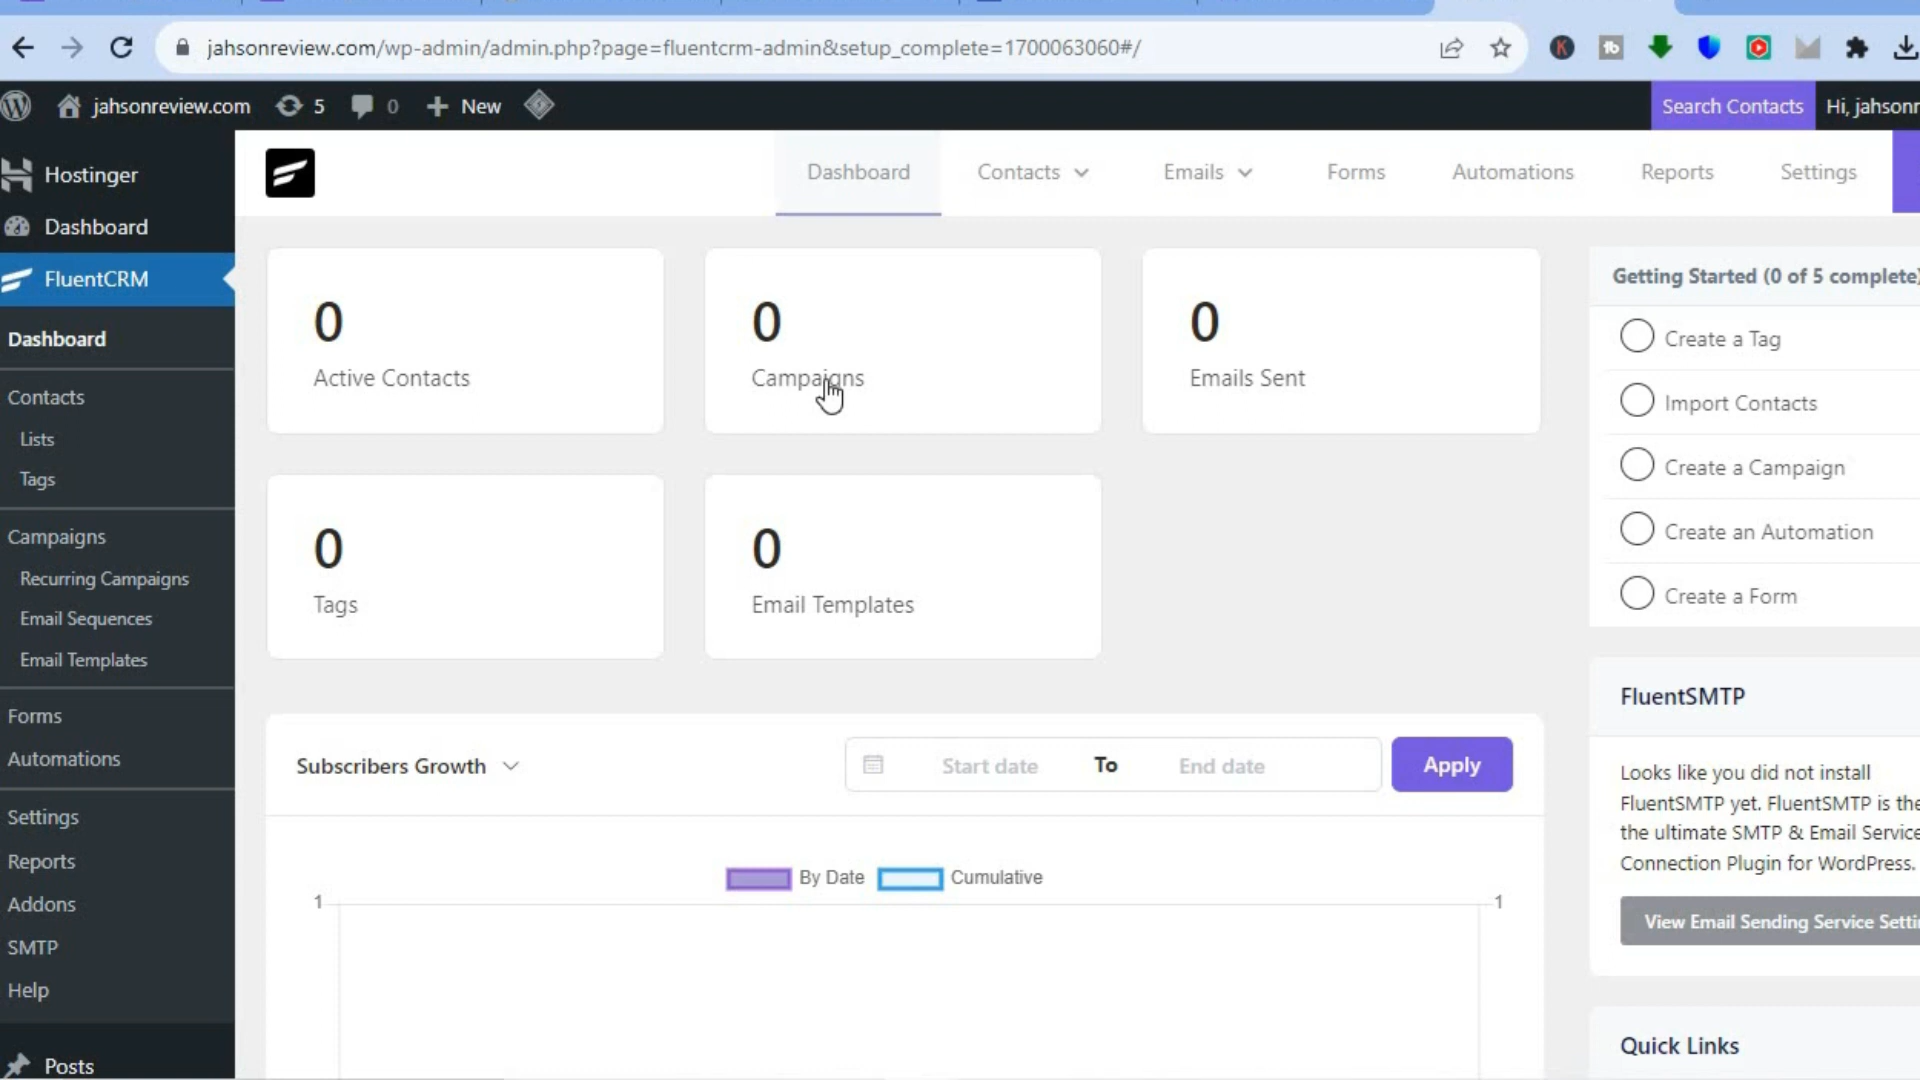 jahsonreview.com/wp-admin/admin.php?page=fluentcrm-admin&setup_complete=1700063060#/
jahsonreview.com
5
0
New
Search Contacts
Hi, jahsonr
Hostinger
Dashboard
FluentCRM
Dashboard
Contacts
Lists
Tags
Campaigns
Recurring Campaigns
Email Sequences
Email Templates
Forms
Automations
Settings
Reports
Addons
SMTP
Help
Posts
Dashboard
Contacts
Emails
Forms
Automations
Reports
Settings
0
Active Contacts
0
Campaigns
0
Emails Sent
0
Tags
0
Email Templates
Subscribers Growth
Start date
To
End date
Apply
By Date
Cumulative
1
1
Getting Started (0 of 5 complete)
Create a Tag
Import Contacts
Create a Campaign
Create an Automation
Create a Form
FluentSMTP
Looks like you did not install
FluentSMTP yet. FluentSMTP is the
the ultimate SMTP & Email Service
Connection Plugin for WordPress.
View Email Sending Service Setti
Quick Links